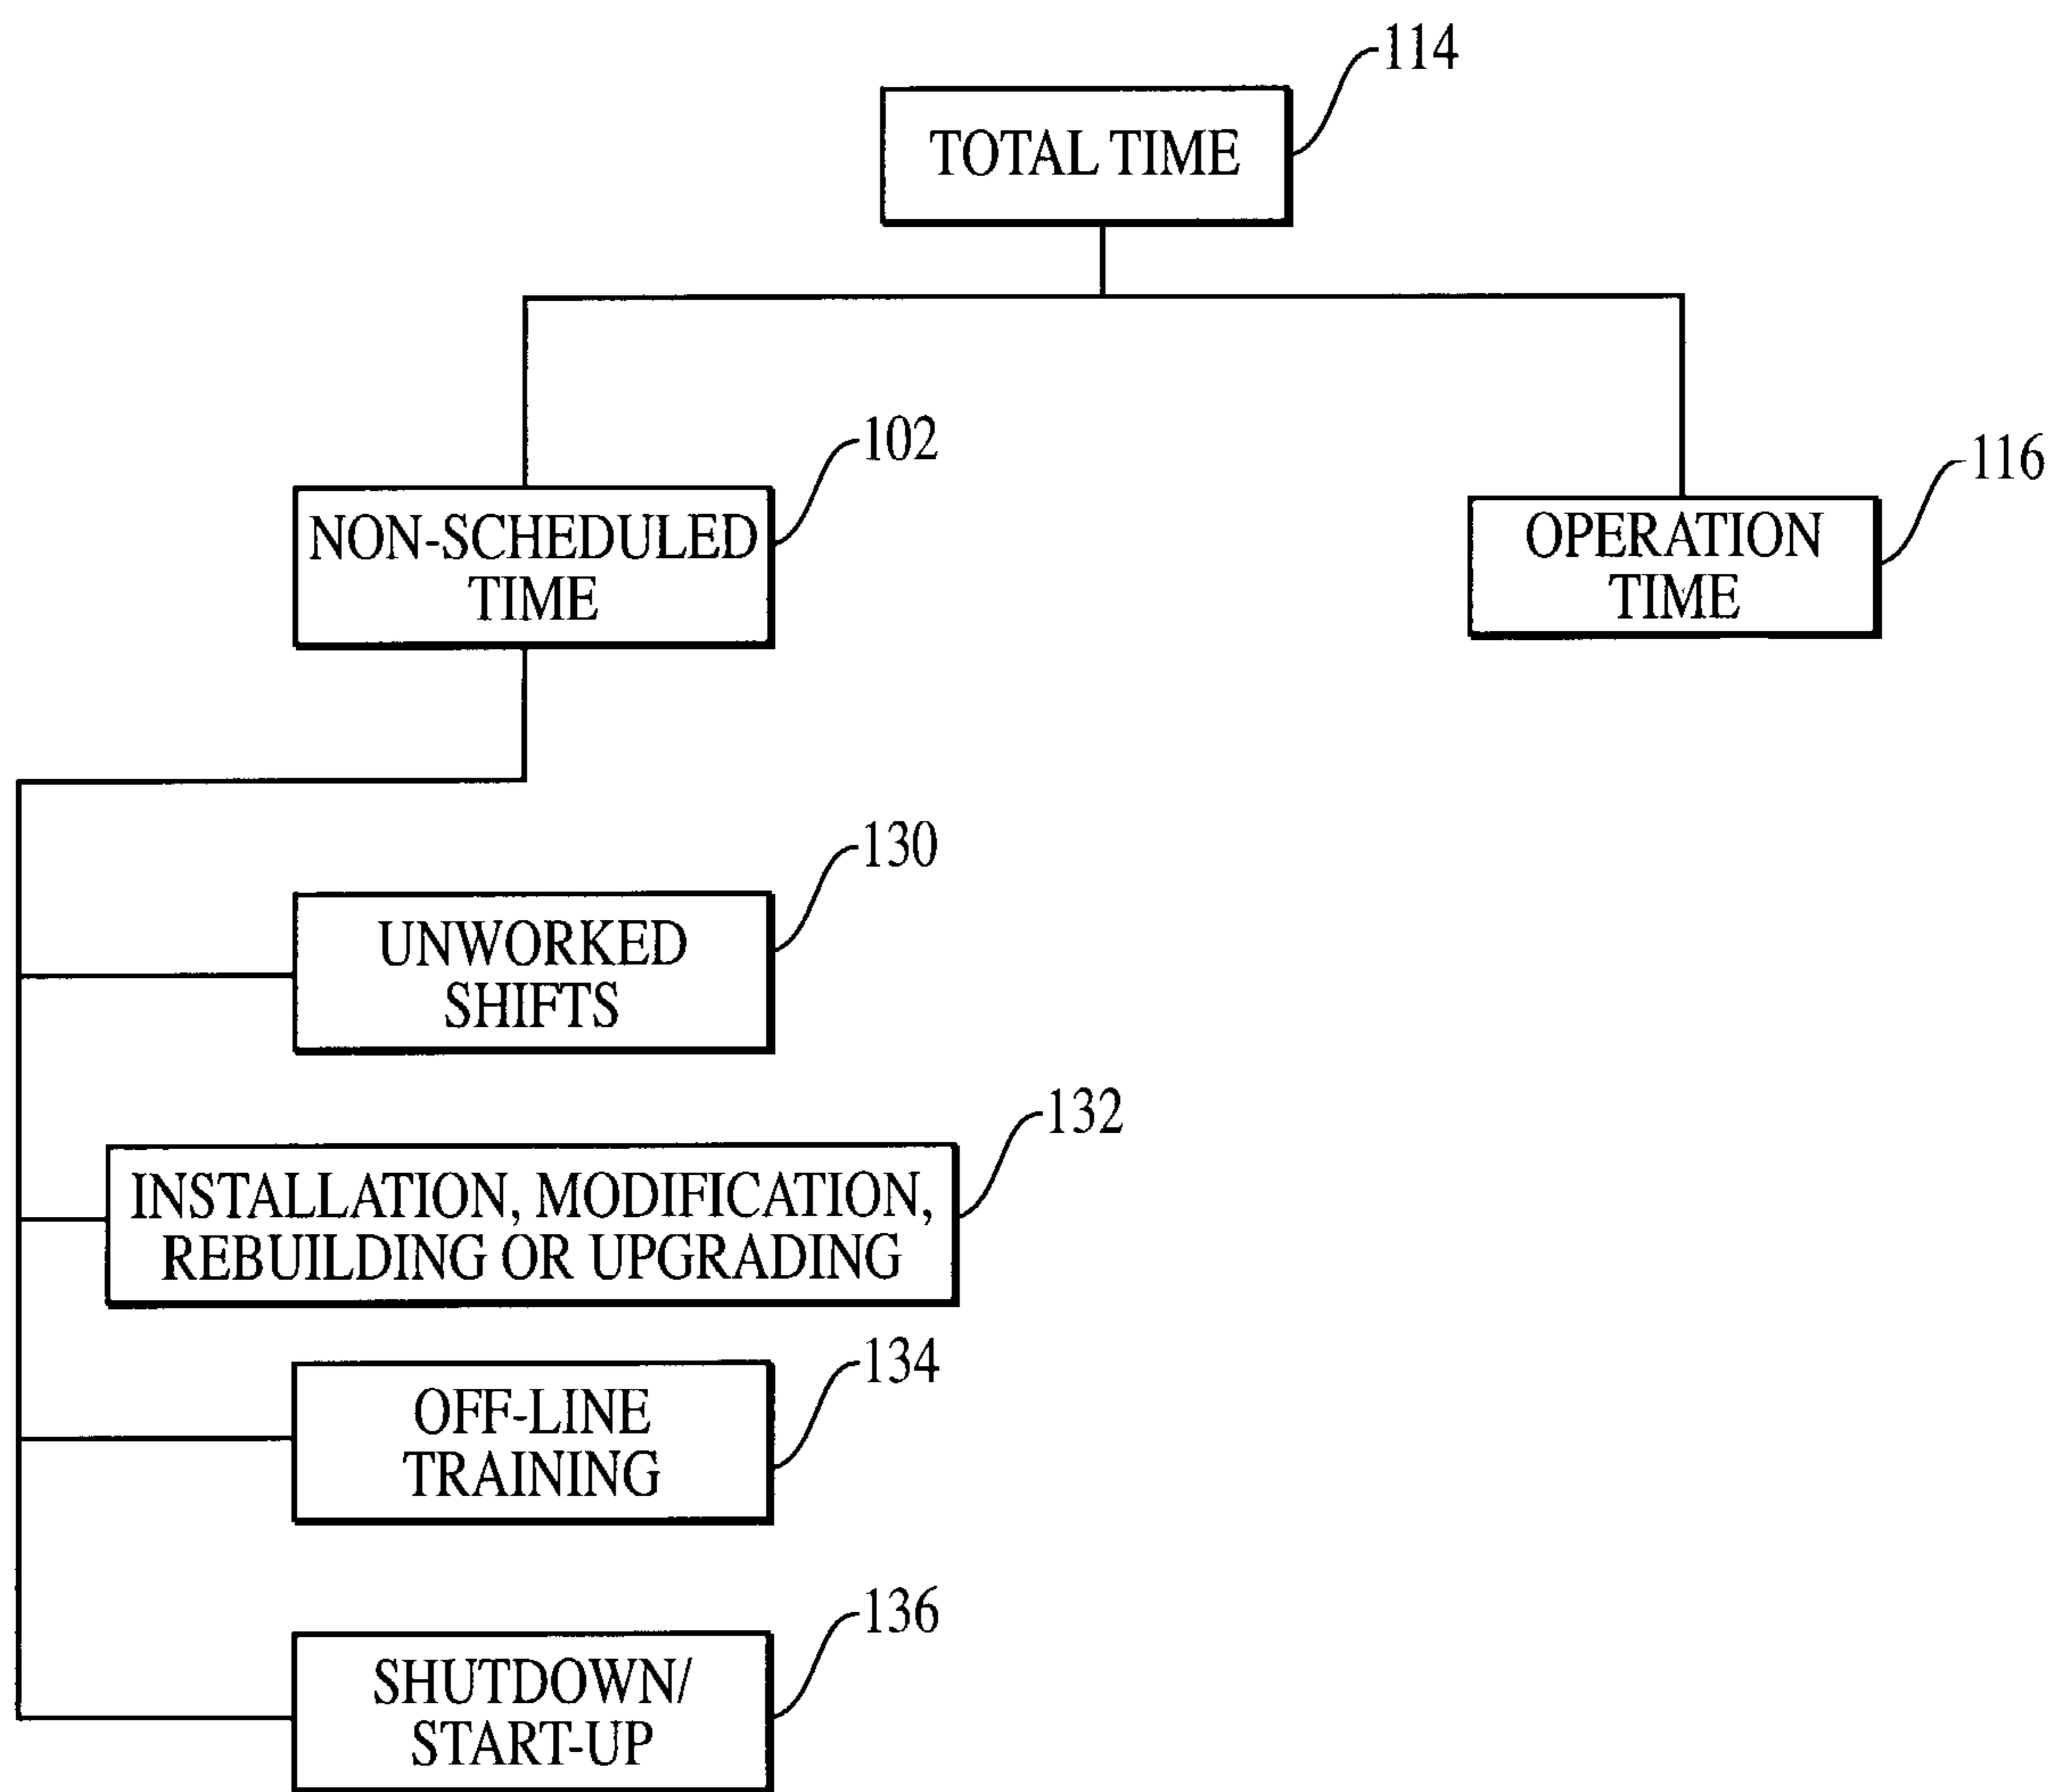 114
TOTAL TIME
102
NON-SCHEDULED
TIME
116
OPERATION
TIME
130
UNWORKED
SHIFTS
132
INSTALLATION, MODIFICATION,
REBUILDING OR UPGRADING
134
OFF-LINE
TRAINING
136
SHUTDOWN/
START-UP